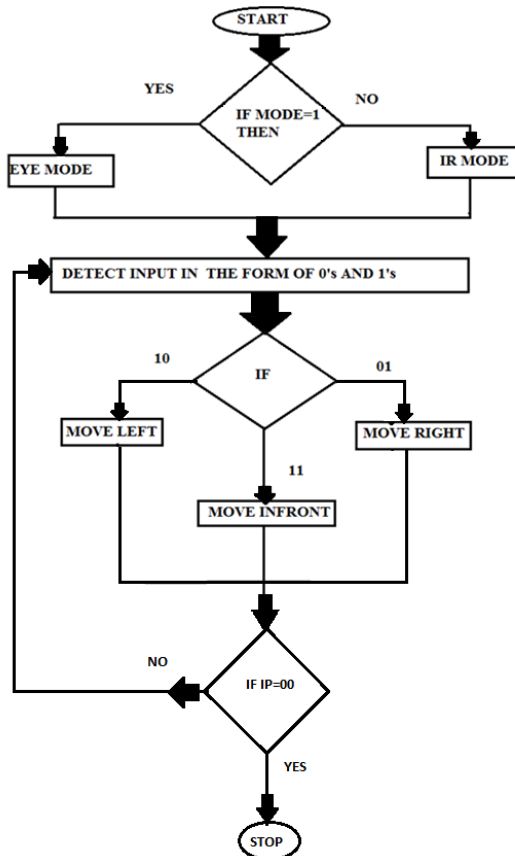 START
YES
NO
IF MODE=1
THEN
EYE MODE
IR MODE
DETECT INPUT IN THE FORM OF 0's AND 1's
10
IF
01
MOVE LEFT
MOVE RIGHT
11
MOVE INFRONT
NO
IF IP=00
YES
STOP